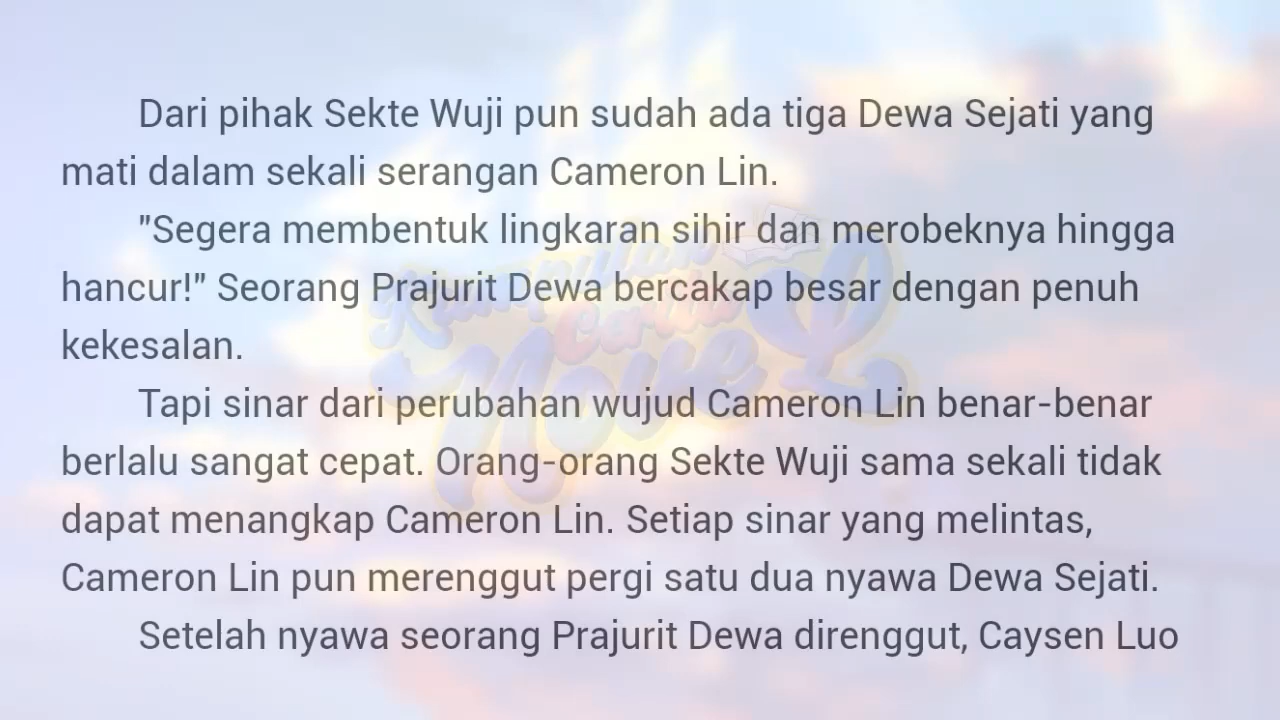 Dari pihak Sekte Wuji pun sudah ada tiga Dewa Sejati yang
mati dalam sekali serangan Cameron Lin.
"Segera membentuk lingkaran sihir dan merobeknya hingga
hancur!" Seorang Prajurit Dewa bercakap besar dengan penuh
kekesalan.
Tapi sinar dari perubahan wujud Cameron Lin benar-benar
berlalu sangat cepat. Orang-orang Sekte Wuji sama sekali tidak
dapat menangkap Cameron Lin. Setiap sinar yang melintas,
Cameron Lin pun merenggut pergi satu dua nyawa Dewa Sejati.
Setelah nyawa seorang Prajurit Dewa direnggut, Caysen Luo
Kumpulan
Cerita
Novel